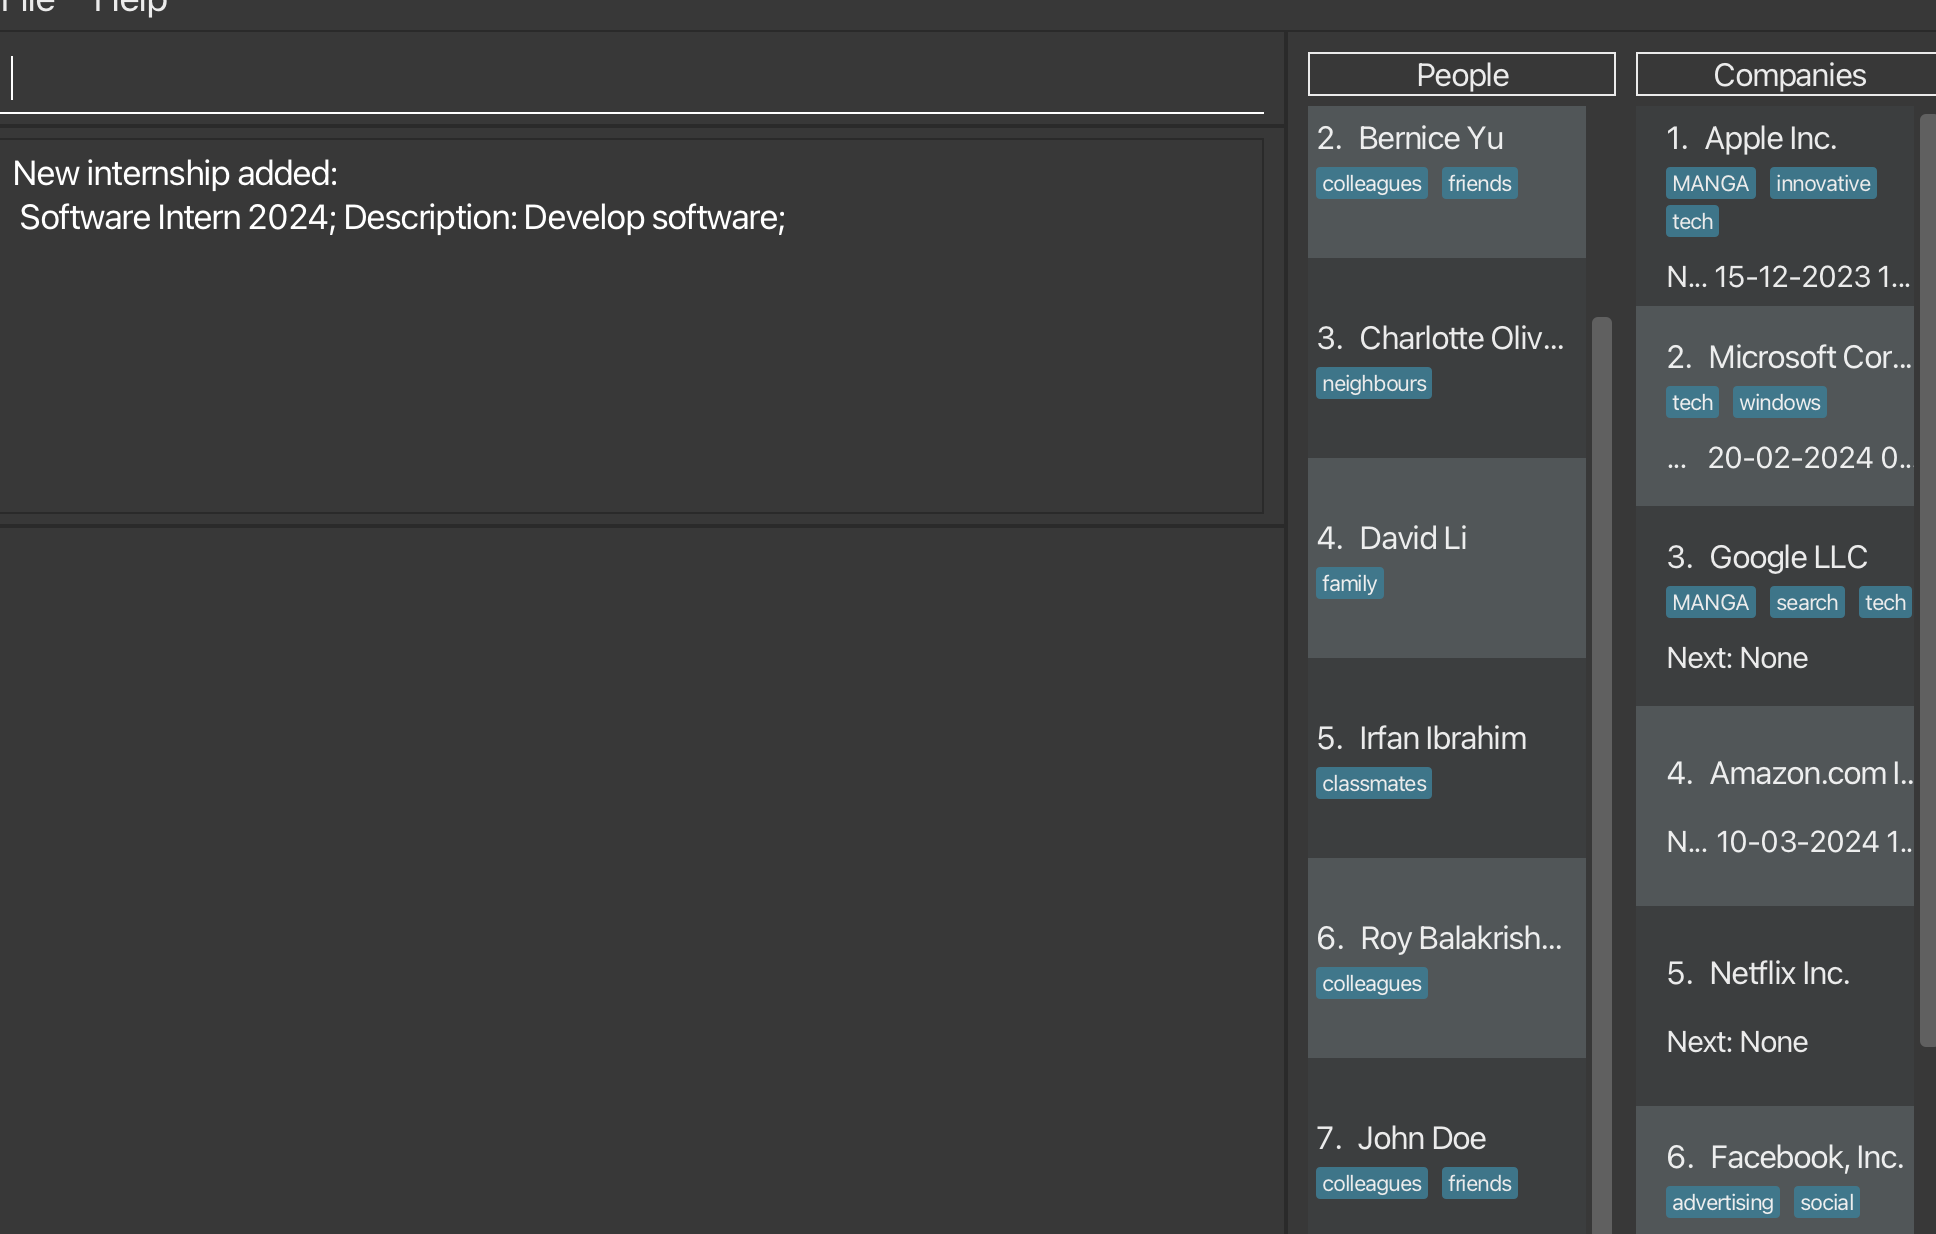 File Help
New internship added:
Software Intern 2024; Description: Develop software;
People
2. Bernice Yu
colleagues friends
3. Charlotte Oliv...
neighbours
4. David Li
family
5. Irfan Ibrahim
classmates
6. Roy Balakrish...
colleagues
7. John Doe
colleagues friends
Companies
1. Apple Inc.
MANGA innovative
tech
N... 15-12-2023 1...
2. Microsoft Cor...
tech windows
... 20-02-2024 0...
3. Google LLC
MANGA search tech
Next: None
4. Amazon.com I...
N... 10-03-2024 1...
5. Netflix Inc.
Next: None
6. Facebook, Inc.
advertising social